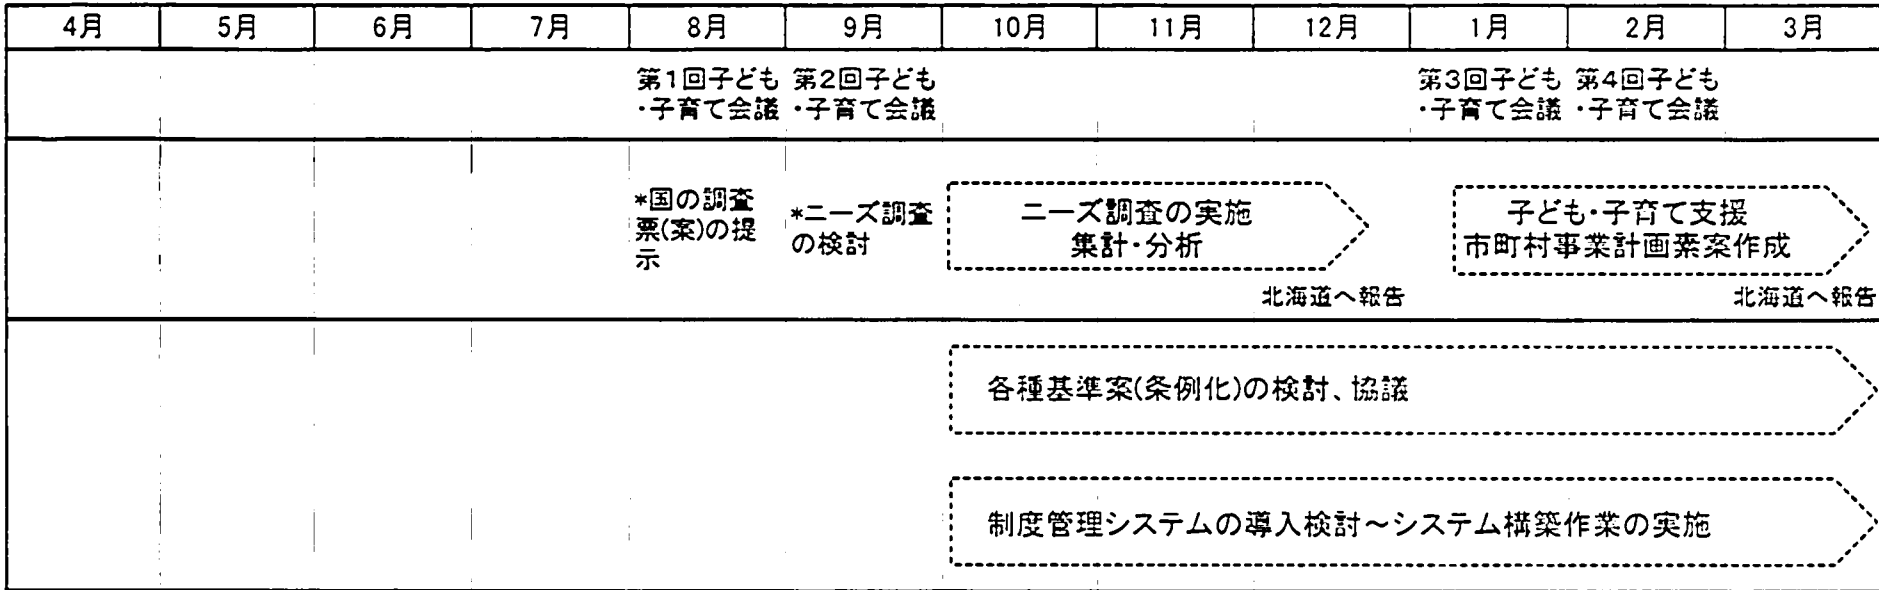 4月 5月 6月 7月 8月 9月 10月 11月 12月 1月 2月 3月
第1回子ども
・子育て会議
第2回子ども
・子育て会議
第3回子ども
・子育て会議
第4回子ども
・子育て会議
*国の調査
票(案)の提
示
*ニーズ調査
の検討
ニーズ調査の実施
集計・分析
子ども・子育て支援
市町村事業計画素案作成
北海道へ報告
北海道へ報告
各種基準案(条例化)の検討、協議
制度管理システムの導入検討～システム構築作業の実施